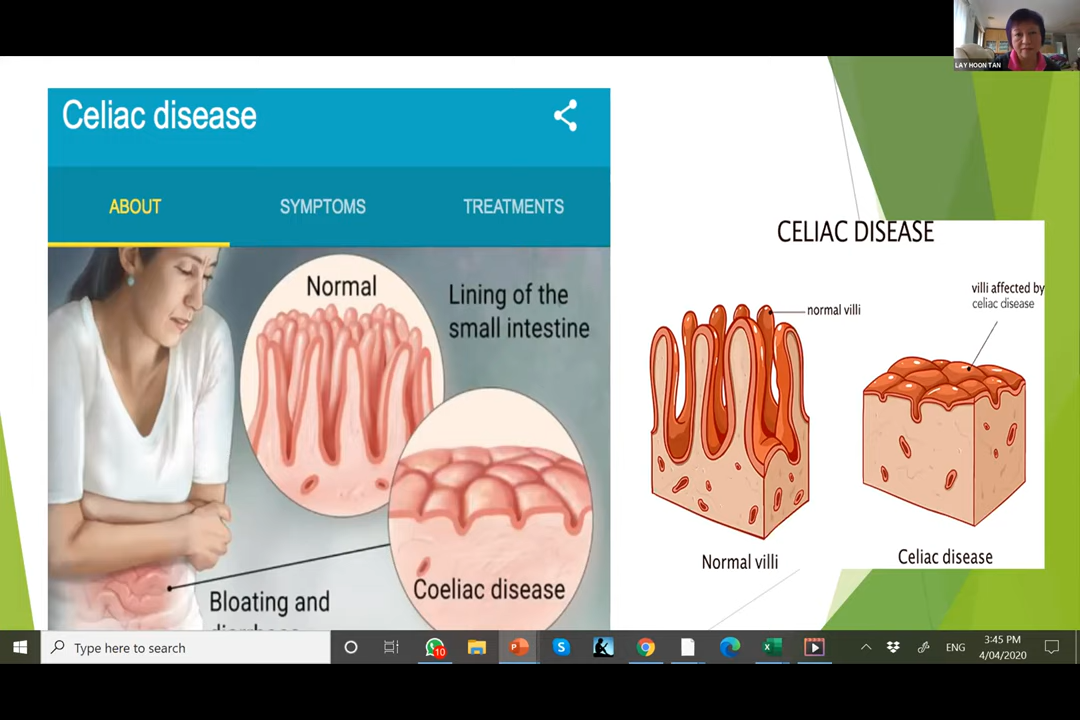 LAY HOON TAN
Celiac disease
ABOUT
SYMPTOMS
TREATMENTS
Normal
Lining of the
small intestine
Coeliac disease
Bloating and
CELIAC DISEASE
normal villi
villi affected by
celiac disease
Normal villi
Celiac disease
Type here to search
10
ENG
3:45 PM
4/04/2020